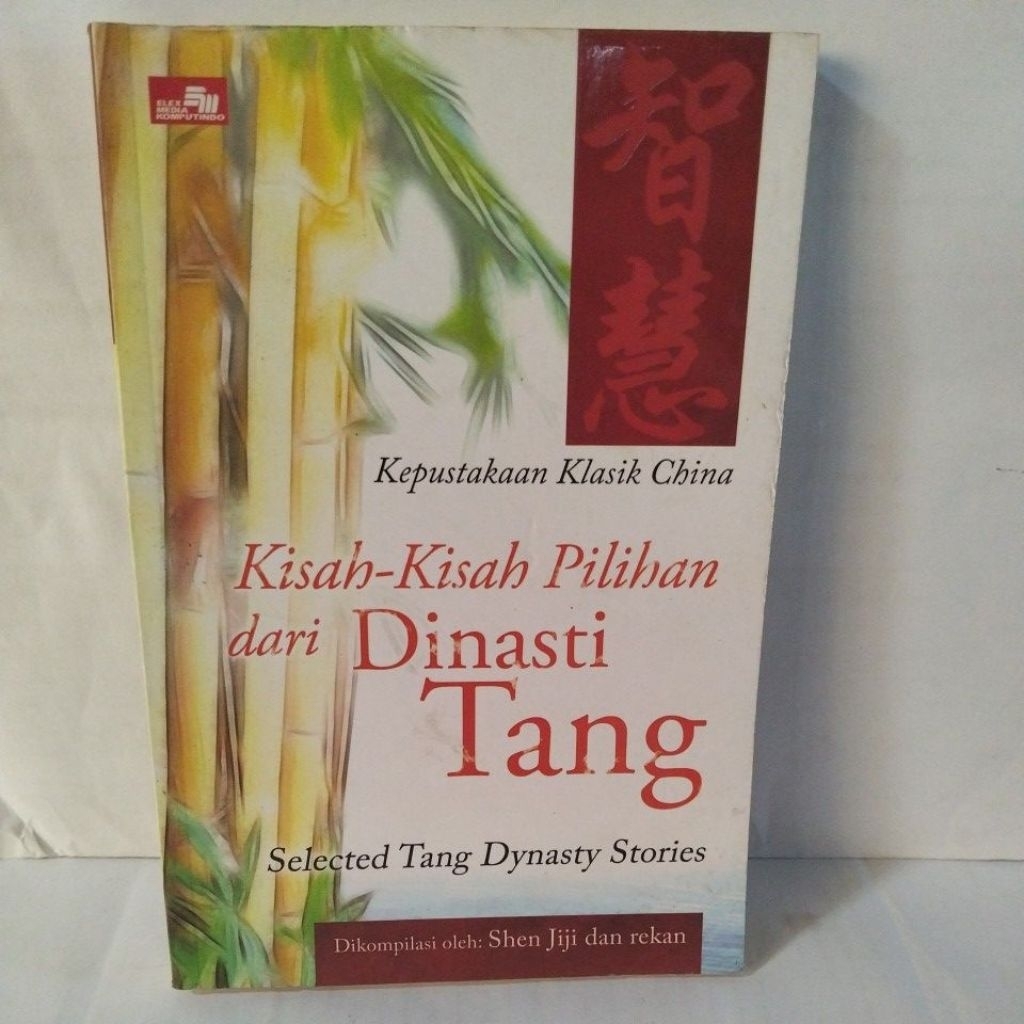 ELEX
MEDIA
KOMPUTINDO
智
慧
Kepustakaan Klasik China
Kisah-Kisah Pilihan
dari Dinasti
Tang
Selected Tang Dynasty Stories
Dikompilasi oleh: Shen Jiji dan rekan